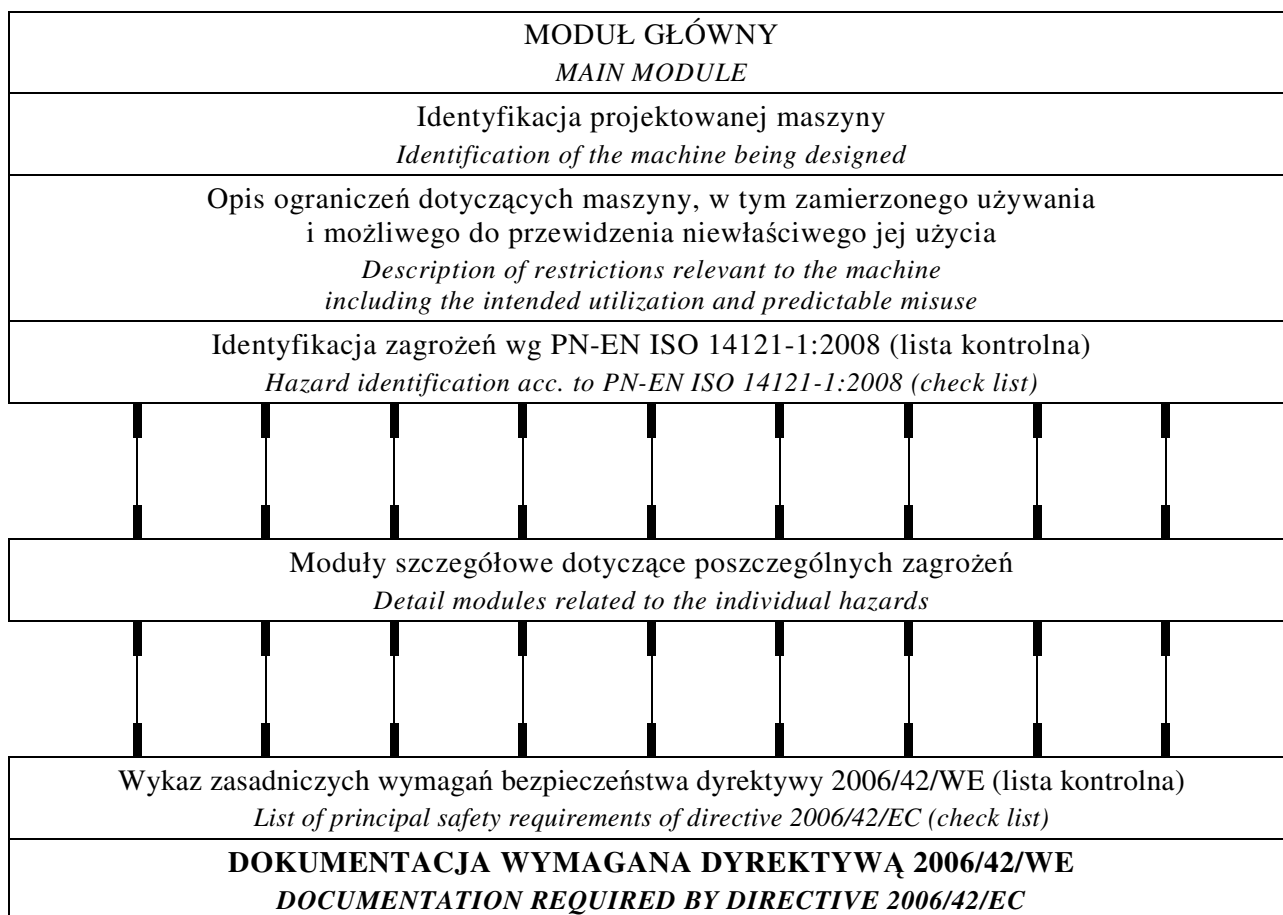 MODUŁ GŁÓWNY
MAIN MODULE
Identyfikacja projektowanej maszyny
Identification of the machine being designed
Opis ograniczeń dotyczących maszyny, w tym zamierzonego używania
i możliwego do przewidzenia niewłaściwego jej użycia
Description of restrictions relevant to the machine
including the intended utilization and predictable misuse
Identyfikacja zagrożeń wg PN-EN ISO 14121-1:2008 (lista kontrolna)
Hazard identification acc. to PN-EN ISO 14121-1:2008 (check list)
Moduły szczegółowe dotyczące poszczególnych zagrożeń
Detail modules related to the individual hazards
Wykaz zasadniczych wymagań bezpieczeństwa dyrektywy 2006/42/WE (lista kontrolna)
List of principal safety requirements of directive 2006/42/EC (check list)
DOKUMENTACJA WYMAGANA DYREKTYWĄ 2006/42/WE
DOCUMENTATION REQUIRED BY DIRECTIVE 2006/42/EC